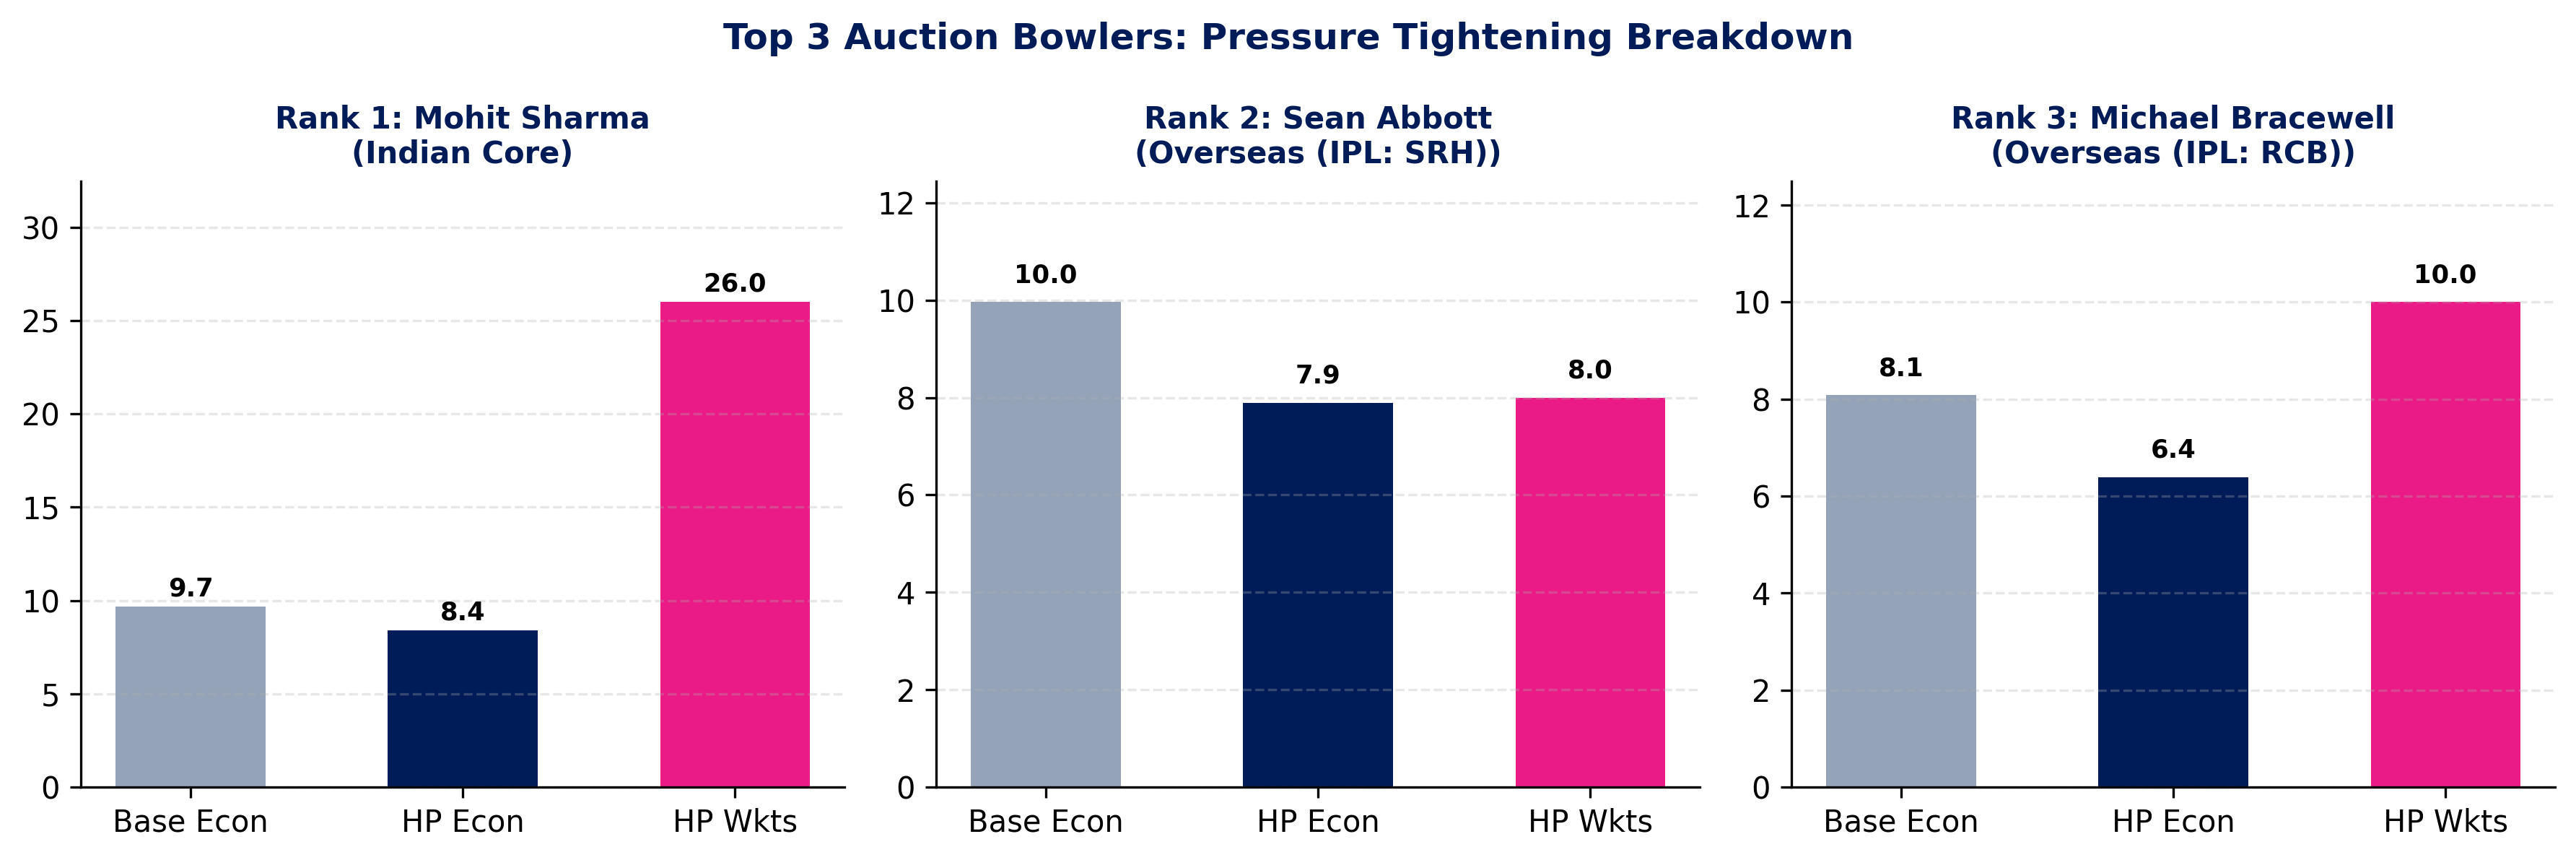 Top 3 Auction Bowlers: Pressure Tightening Breakdown
Rank 1: Mohit Sharma
(Indian Core)
30
25
20
15
10
5
0
9.7
8.4
26.0
Base Econ
HP Econ
HP Wkts
Rank 2: Sean Abbott
(Overseas (IPL: SRH))
12
10
8
6
4
2
0
10.0
7.9
8.0
Base Econ
HP Econ
HP Wkts
Rank 3: Michael Bracewell
(Overseas (IPL: RCB))
12
10
8
6
4
2
0
8.1
6.4
10.0
Base Econ
HP Econ
HP Wkts